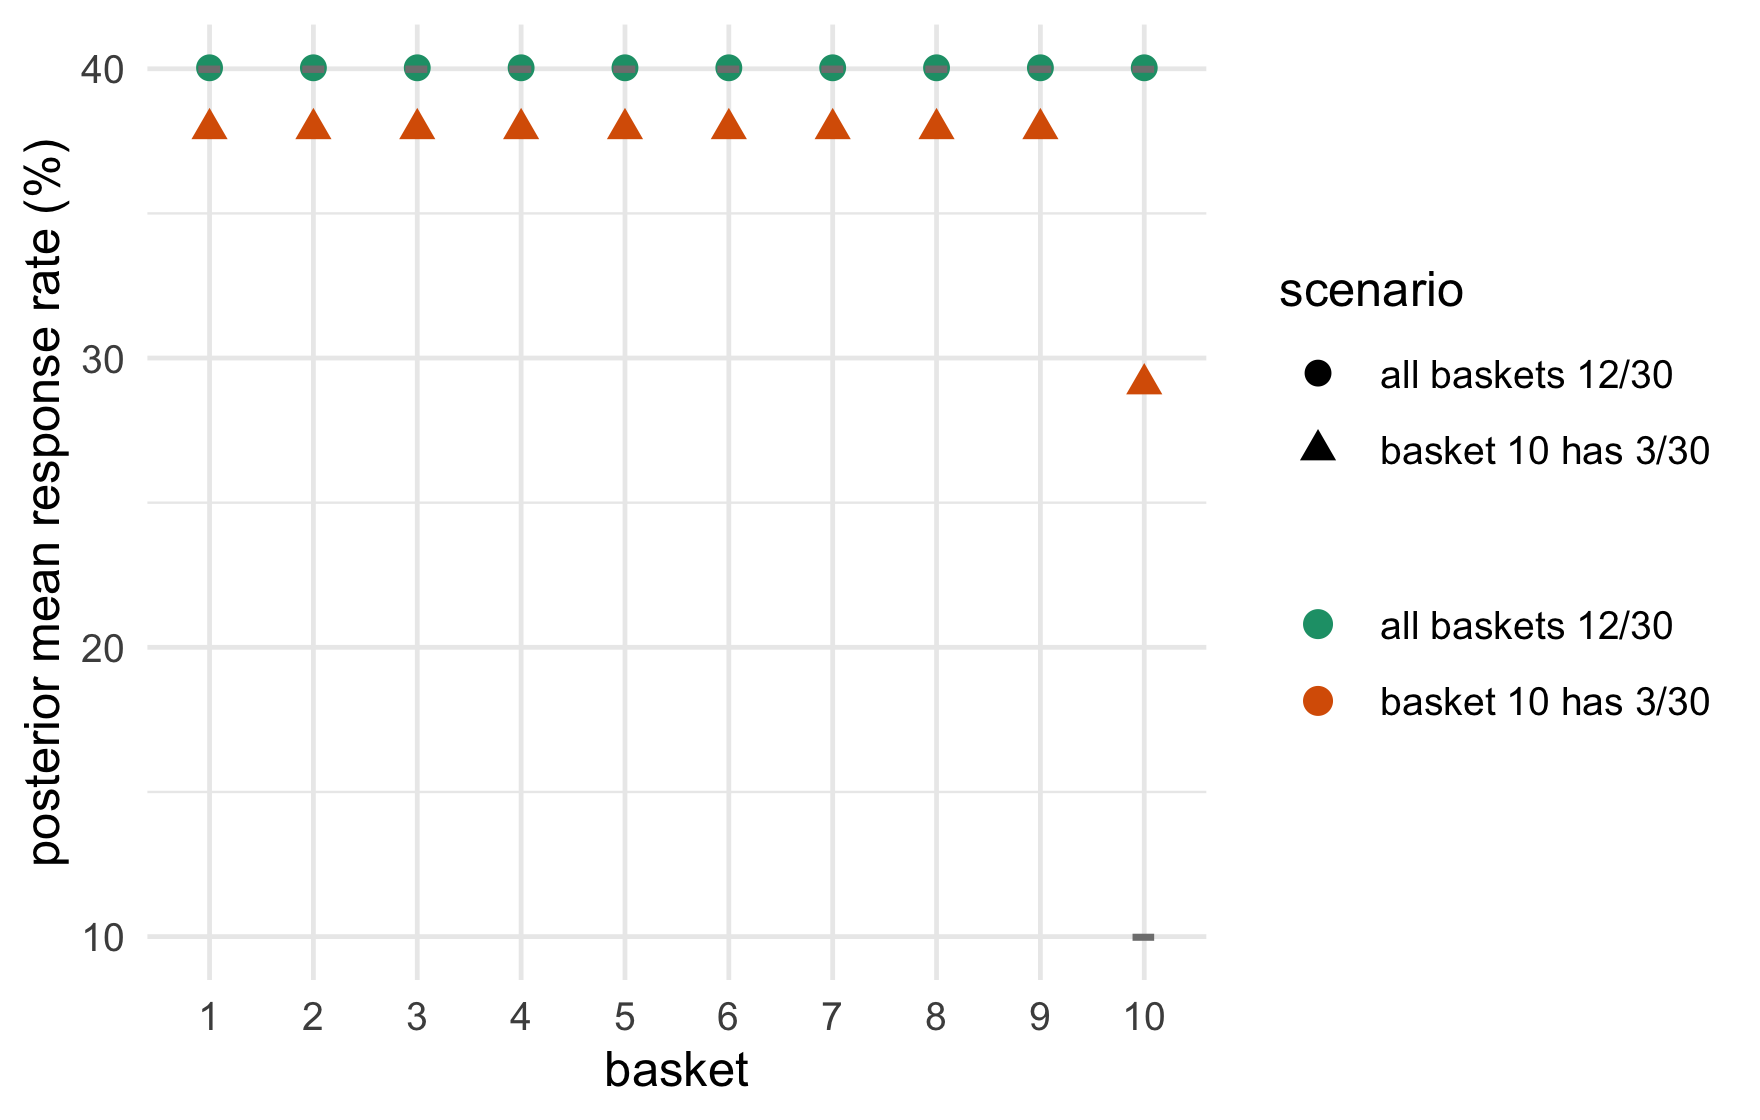 posterior mean response rate (%)
40
30
20
10
1 2 3 4 5 6 7 8 9 10
basket
scenario
all baskets 12/30
basket 10 has 3/30
all baskets 12/30
basket 10 has 3/30